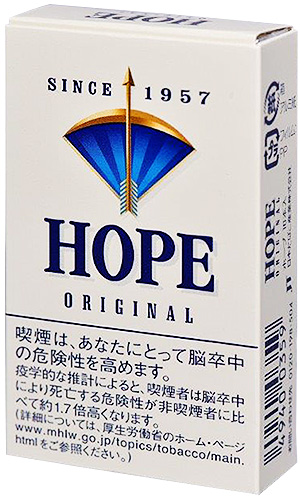 SINCE 1957
HOPE
ORIGINAL
喫煙は、あなたにとって脳卒中
の危険性を高めます。
疫学的な推計によると、喫煙者は脳卒中
により死亡する危険性が非喫煙者に比
べて約1.7倍高くなります。
(詳細については、厚生労働省のホーム・ページ
www.mhlw.go.jp/topics/tobacco/main.
htmlをご参照ください。)
HOPE
ORIGINAL
JT
PP